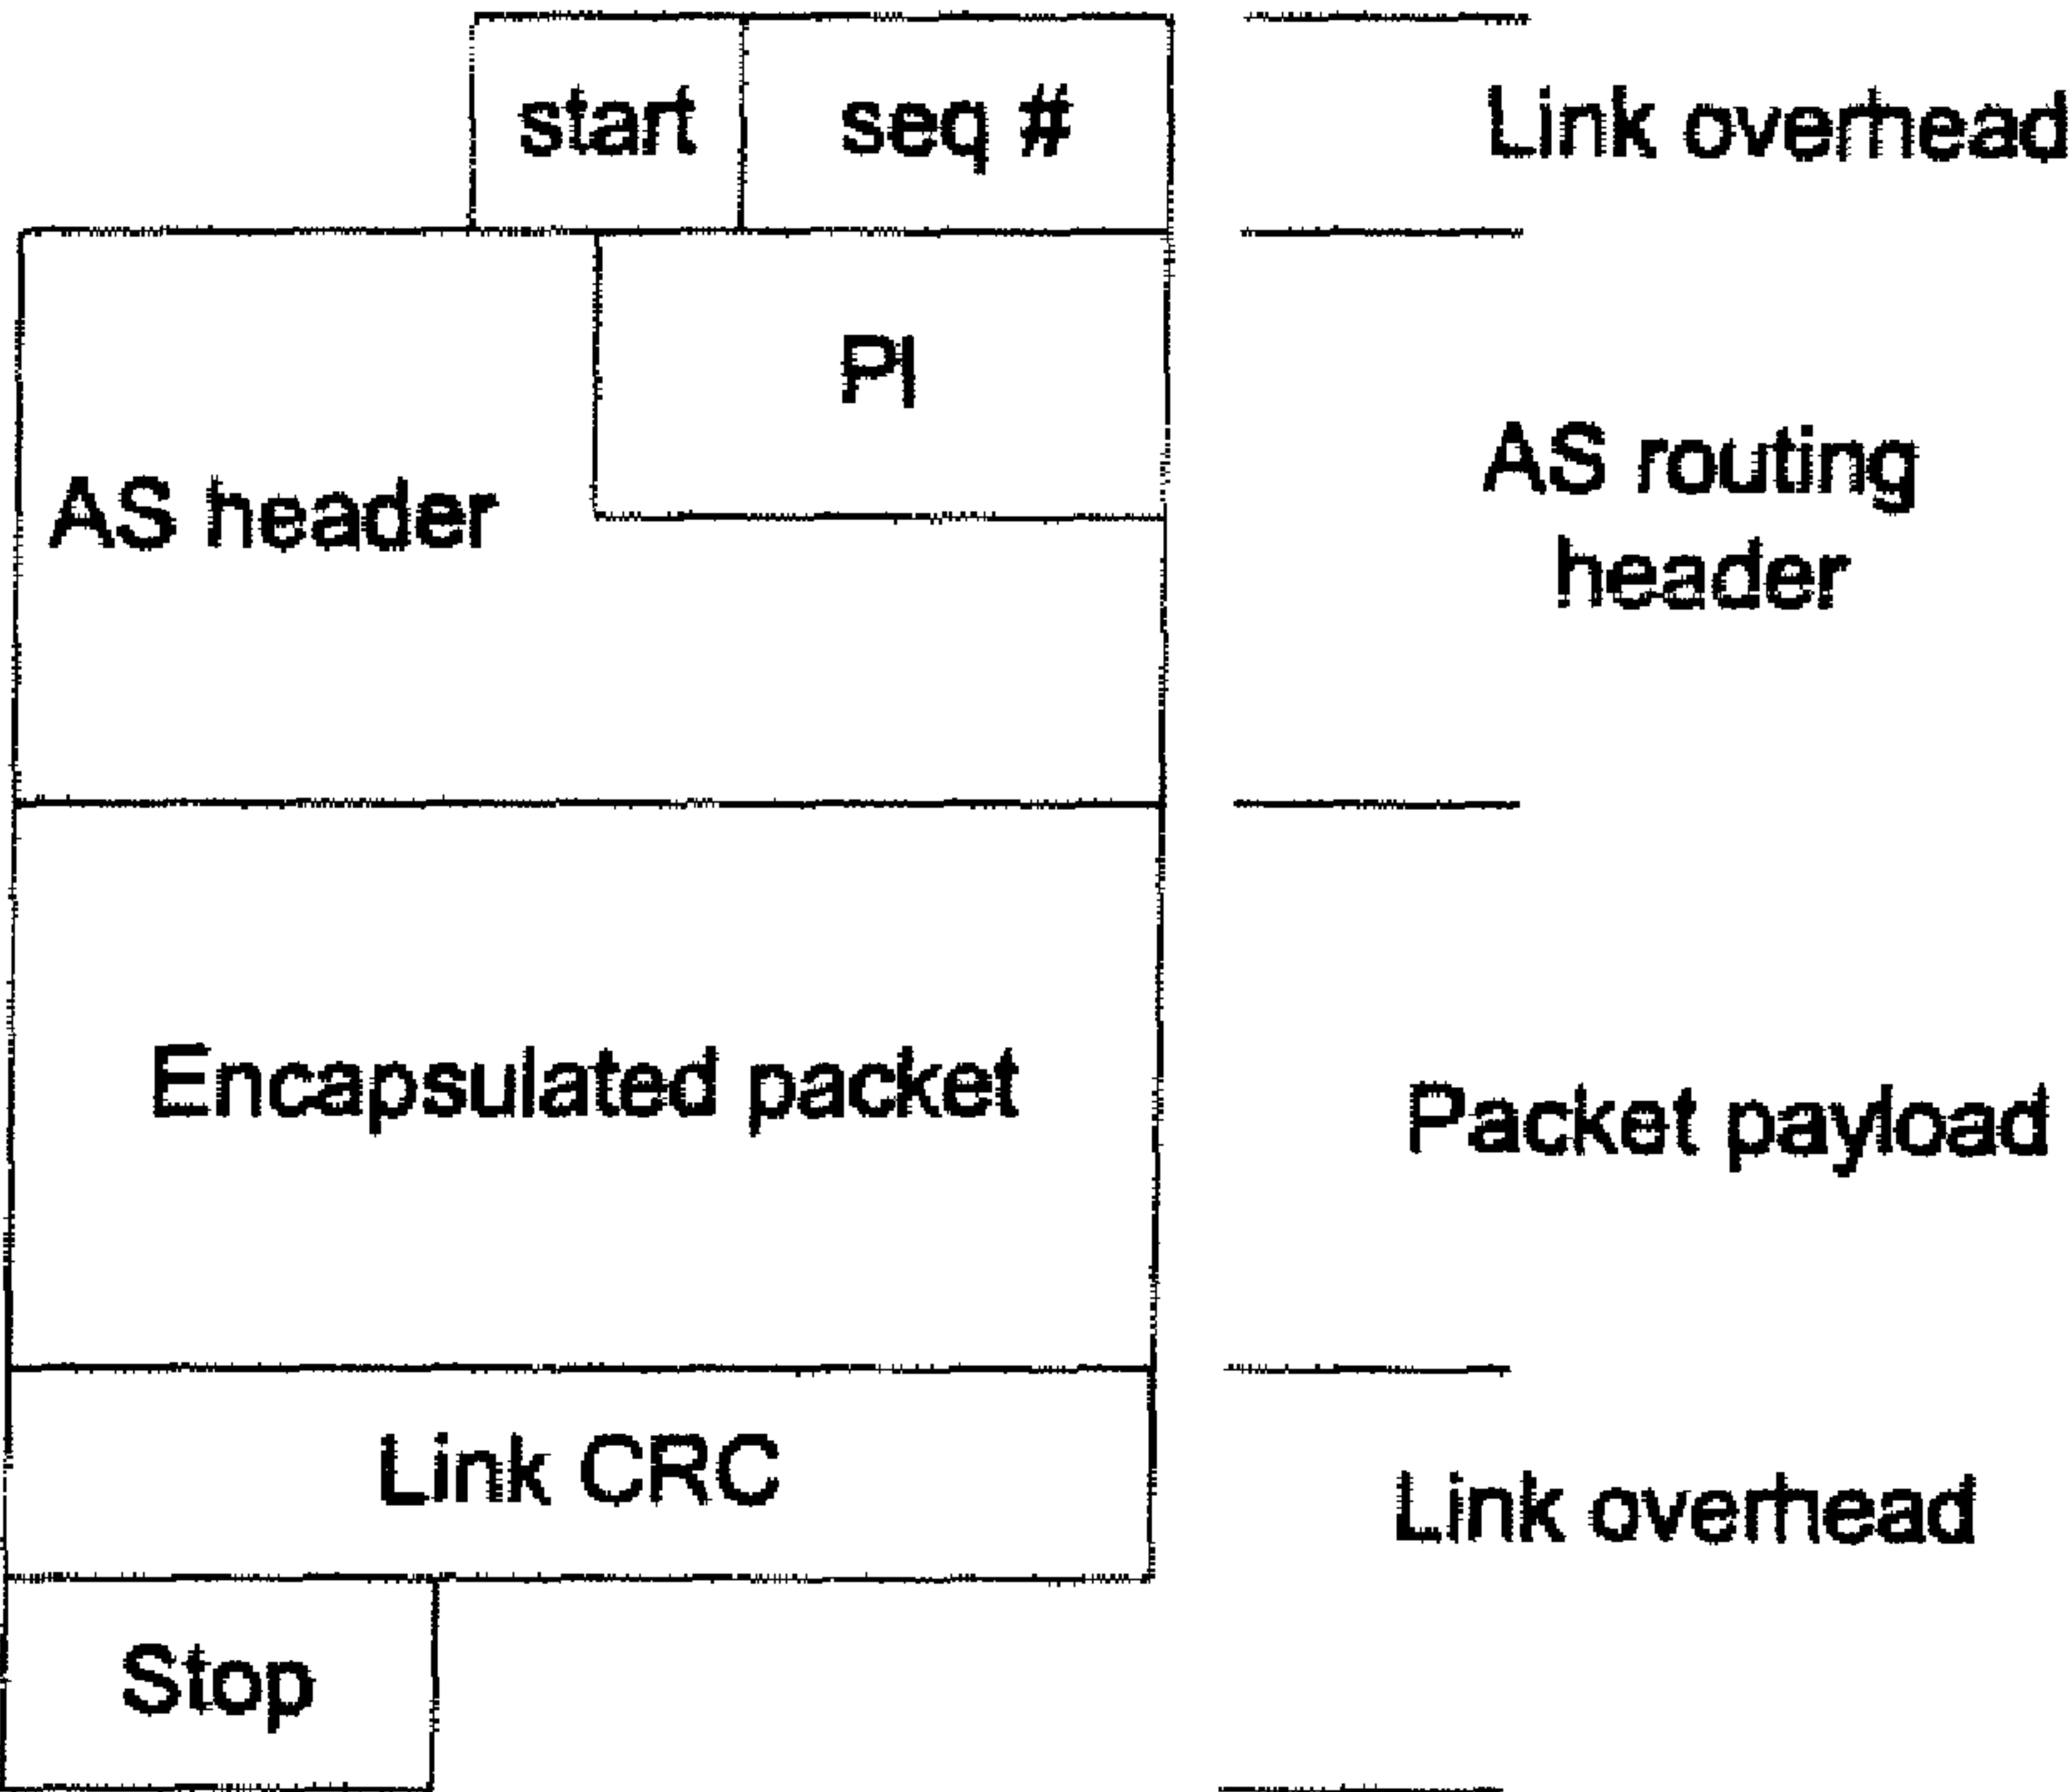 start seq # Link overhead
PI
AS header
AS routing
header
Encapsulated packet
Packet payload
Link CRC
Link overhead
Stop